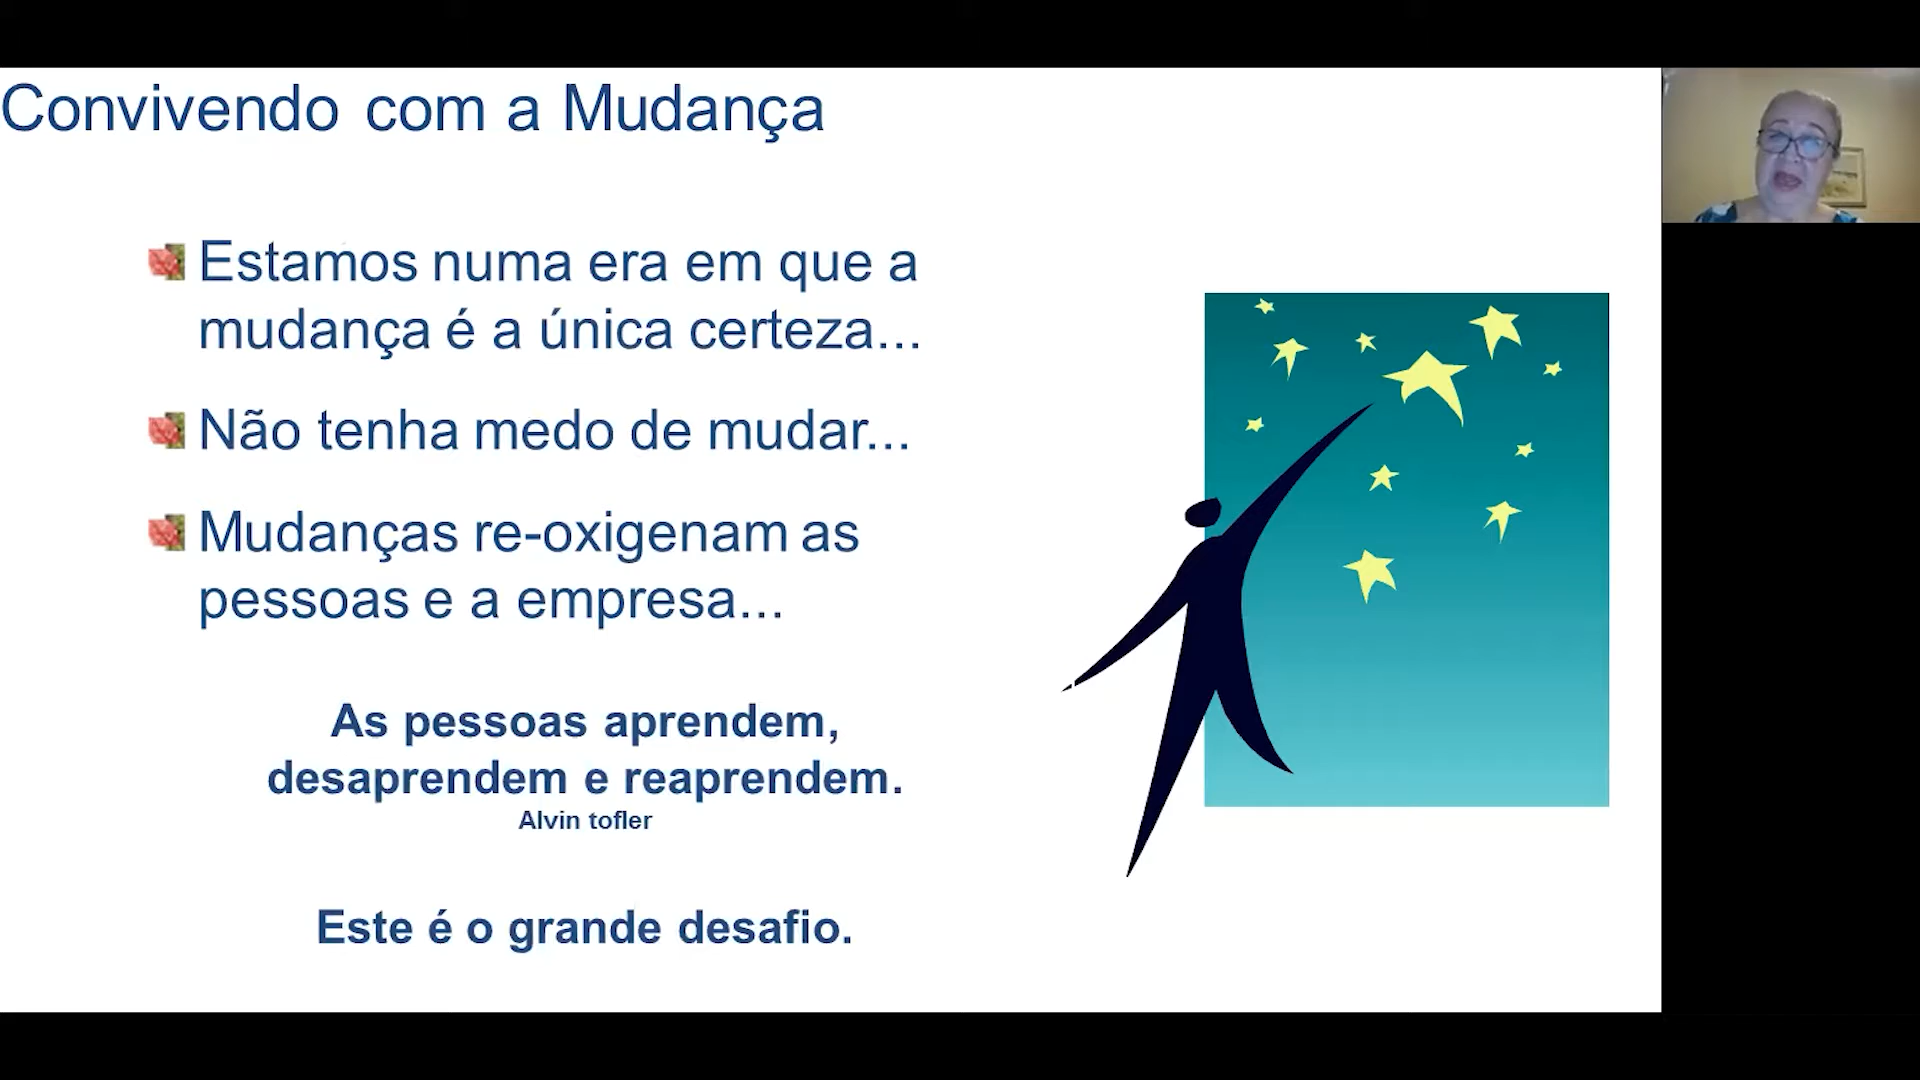 Convivendo com a Mudança
Estamos numa era em que a
mudança é a única certeza...
Não tenha medo de mudar...
Mudanças re-oxigenam as
pessoas e a empresa...
As pessoas aprendem,
desaprendem e reaprendem.
Alvin tofler
Este é o grande desafio.